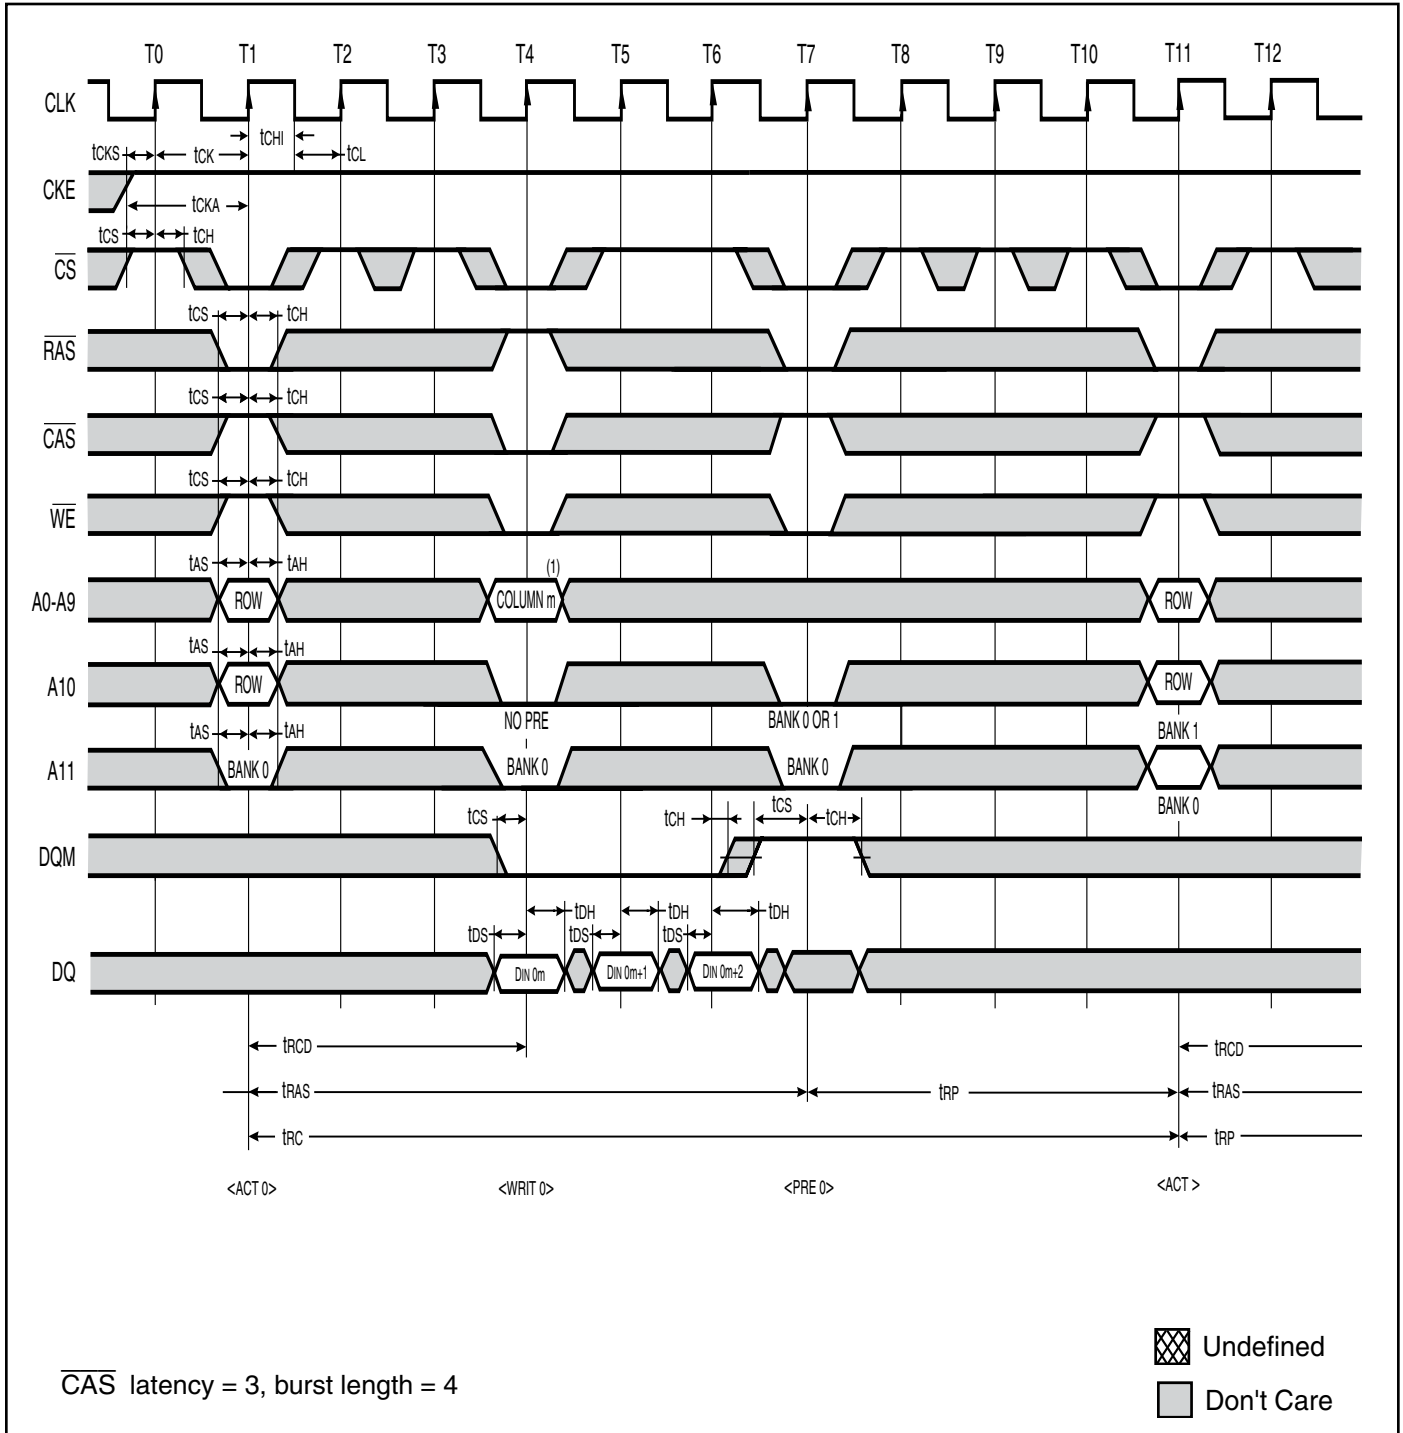 T0 T1 T2 T3 T4 T5 T6 T7 T8 T9 T10 T11 T12
CLK
tCHI
tCKS tCK tCL
CKE
tCKA
tCS tCH
CS
tCS tCH
RAS
tCS tCH
CAS
tCS tCH
WE
tAS tAH (1)
A0-A9 ROW COLUMN m ROW
tAS tAH
A10 ROW ROW
NO PRE BANK 0 OR 1 BANK 1
tAS tAH
A11 BANK 0 BANK 0 BANK 0
BANK 0
tCS tCH tCS tCH
DQM
tDH tDH tDH
tDS tDS tDS
DQ DIN 0m DIN 0m+1 DIN 0m+2
tRCD tRCD
tRAS tRP tRAS
tRC tRP
<ACT 0> <WRIT 0> <PRE 0> <ACT >
Undefined
CAS latency = 3, burst length = 4
Don't Care